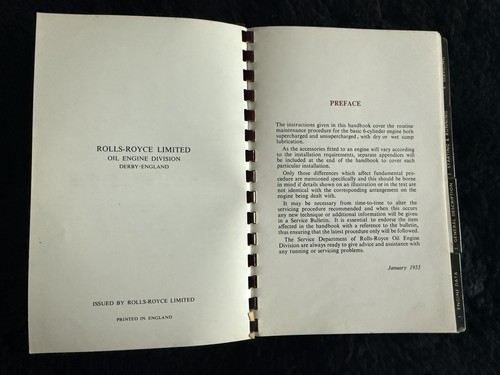 ROLLS-ROYCE LIMITED
OIL ENGINE DIVISION
DERBY-ENGLAND
ISSUED BY ROLLS-ROYCE LIMITED
PRINTED IN ENGLAND
PREFACE
The instructions given in this handbook cover the routine
maintenance procedure for the basic 6-cylinder engine both
supercharged and unsupercharged, with dry or wet sump
lubrication.
As the accessories fitted to an engine will vary according
to the installation requirements, separate appendices will
be included at the end of the handbook to cover each
particular installation.
Only those differences which affect fundamental proce-
dure are mentioned specifically and this should be borne
in mind if details shown on an illustration or in the text are
not identical with the corresponding arrangement on the
engine being dealt with.
It may be necessary from time-to-time to alter the
servicing procedure recommended and when this occurs
any new technique or additional information will be given
in a Service Bulletin. It is essential to endorse the item
affected in the handbook with a reference to the bulletin,
thus ensuring that the latest procedure only will be followed.
The Service Department of Rolls-Royce Oil Engine
Division are always ready to give advice and assistance with
any running or servicing problems.
January 1955
1 ENGINE DATA
2 GENERAL DESCRIPTION